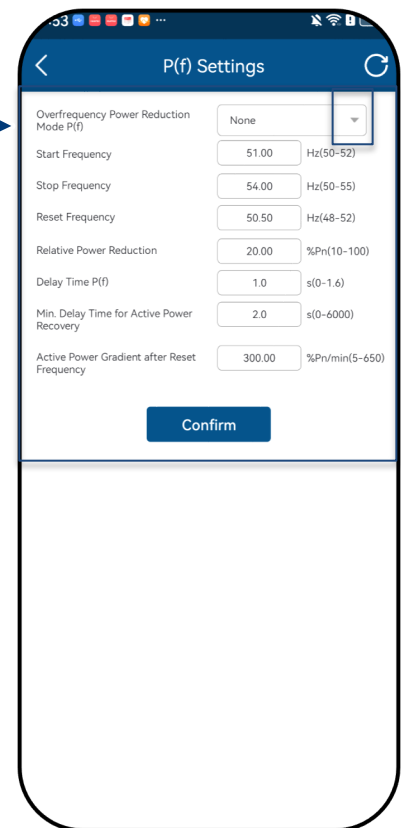 :53
P(f) Settings
Overfrequency Power Reduction
Mode P(f)
None
Start Frequency
51.00
Hz(50-52)
Stop Frequency
54.00
Hz(50-55)
Reset Frequency
50.50
Hz(48-52)
Relative Power Reduction
20.00
%Pn(10-100)
Delay Time P(f)
1.0
s(0-1.6)
Min. Delay Time for Active Power
Recovery
2.0
s(0-6000)
Active Power Gradient after Reset
Frequency
300.00
%Pn/min(5-650)
Confirm